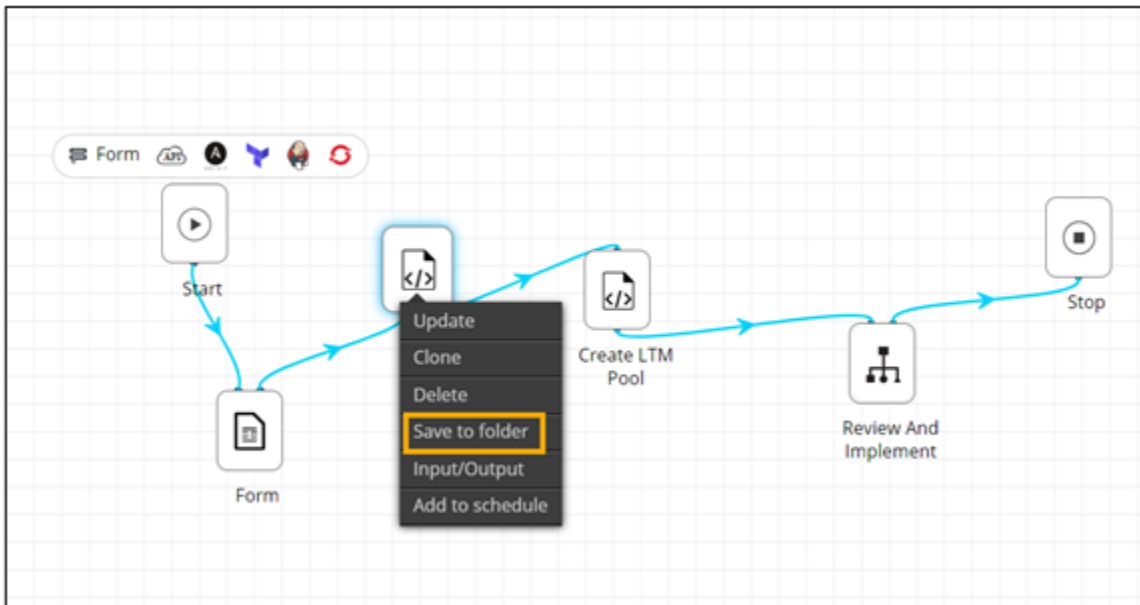 Form
API
A
Start
Form
Update
Clone
Delete
Save to folder
Input/Output
Add to schedule
Create LTM
Pool
Review And
Implement
Stop